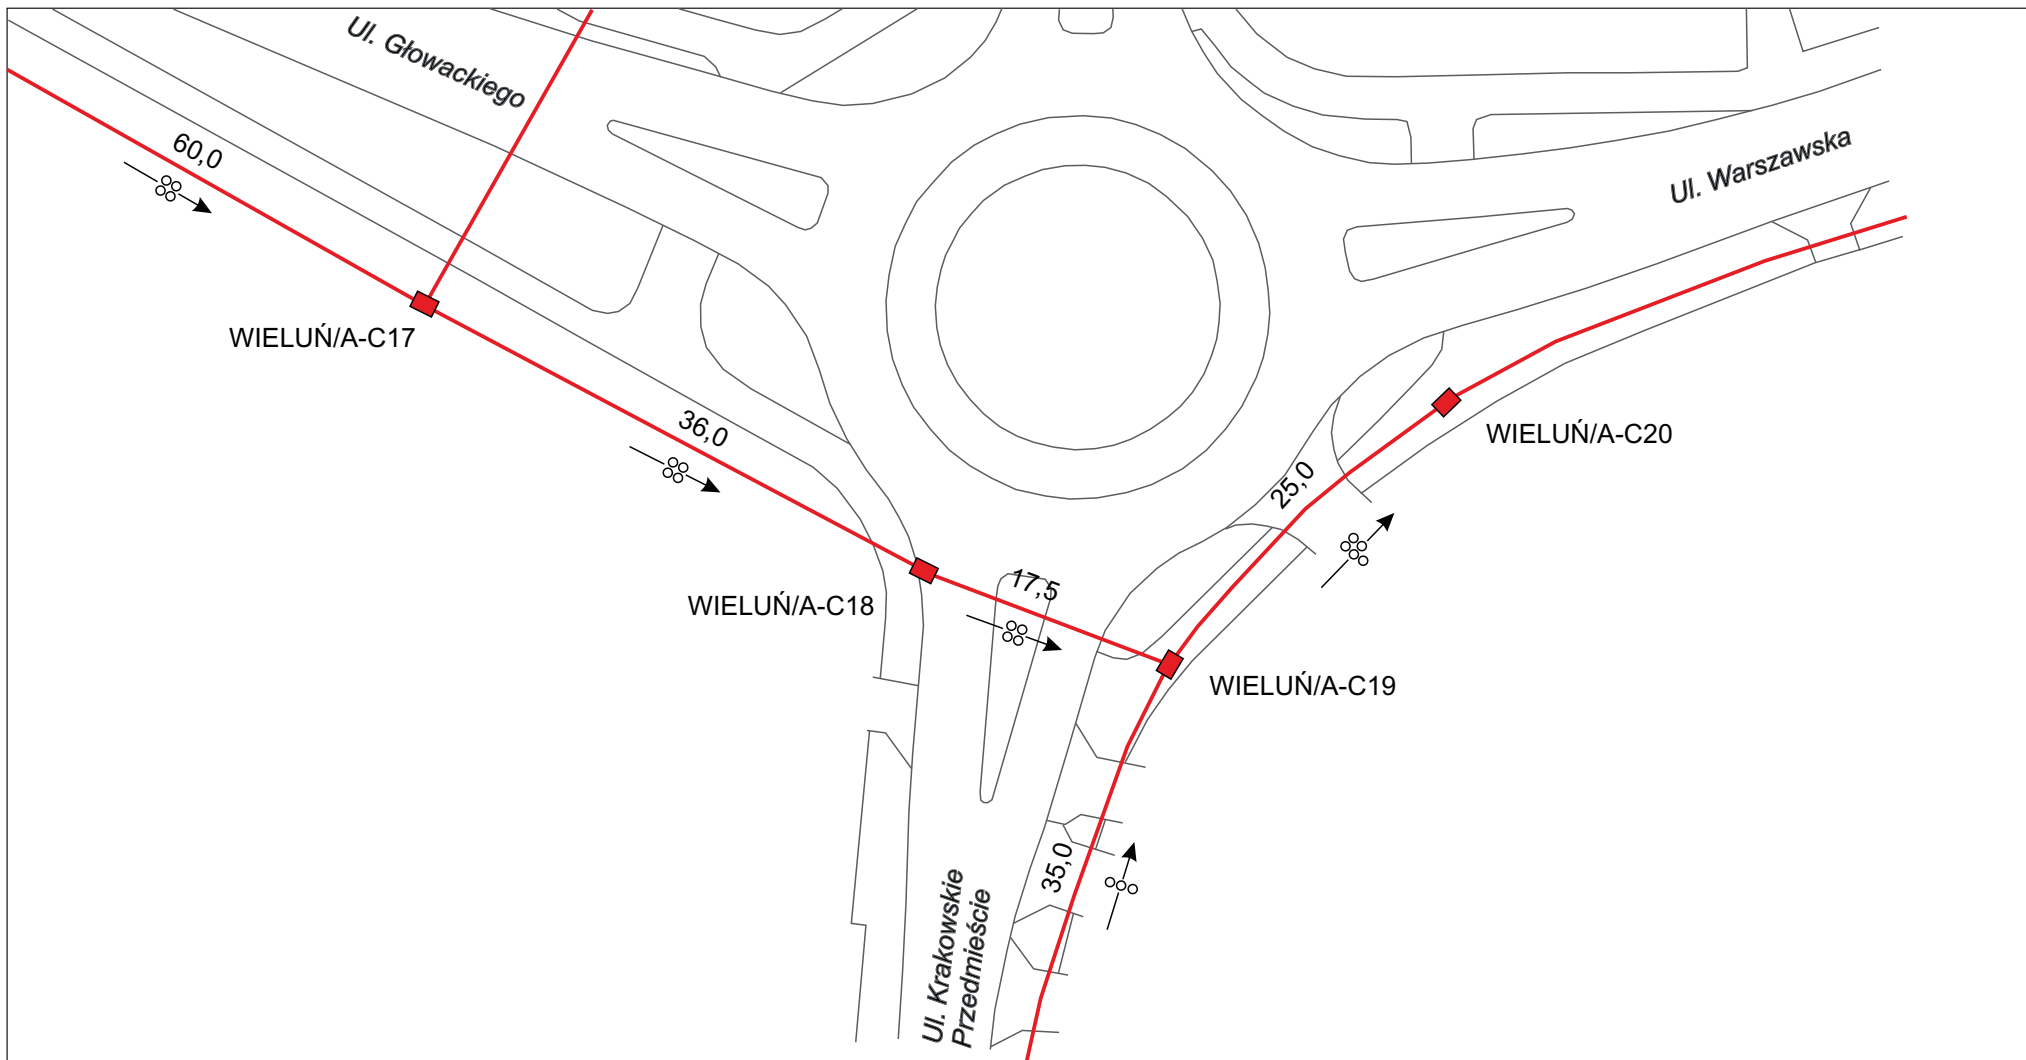 Ul. Głowackiego
60,0
Ul. Warszawska
WIELUŃ/A-C17
36,0
WIELUŃ/A-C20
25,0
17,5
WIELUŃ/A-C18
WIELUŃ/A-C19
35,0
Ul. Krakowskie
Przedmieście